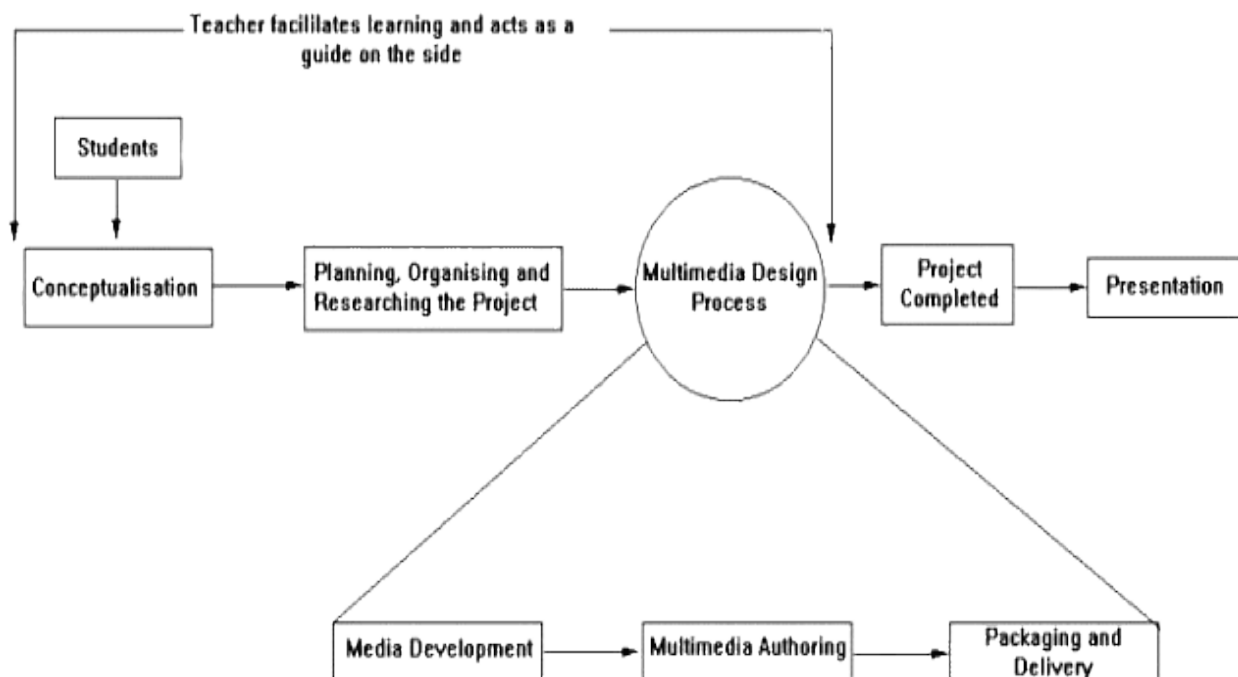 Teacher facililates learning and acts as a
guide on the side
Students
Conceptualisation
Planning, Organising and
Researching the Project
Multimedia Design
Process
Project
Completed
Presentation
Media Development
Multimedia Authoring
Packaging and
Delivery